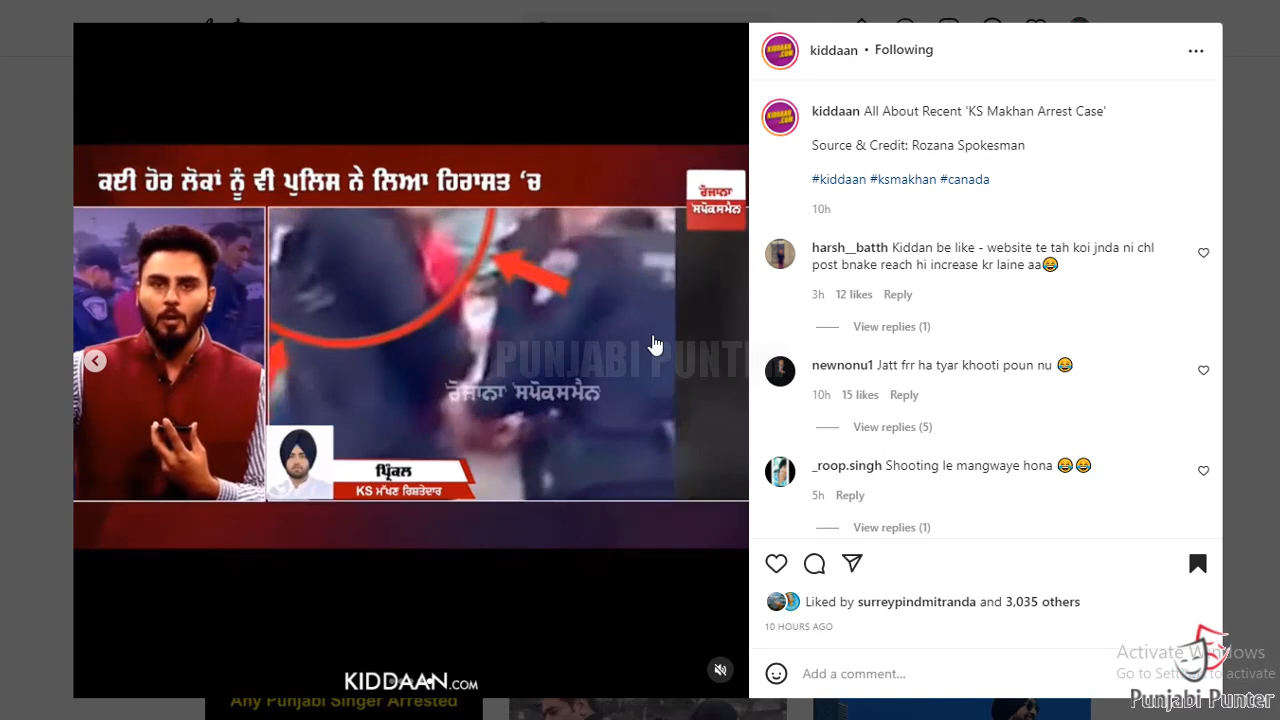 kiddaan • Following
kiddaan All About Recent 'KS Makhan Arrest Case'
Source & Credit: Rozana Spokesman
#kiddaan #ksmakhan #canada
10h
harsh__batth Kiddan be like - website te tah koi jnda ni chl
post bnake reach hi increase kr laine aa😂
3h 12 likes Reply
View replies (1)
newnonu1 Jatt frr ha tyar khooti poun nu 😂
10h 15 likes Reply
View replies (5)
_roop.singh Shooting le mangwaye hona 😂😂
5h Reply
View replies (1)
Liked by surreypindmitranda and 3,035 others
10 HOURS AGO
Add a comment...
ਕਈ ਹੋਰ ਲੋਕਾਂ ਨੂੰ ਵੀ ਪੁਲਿਸ ਨੇ ਲਿਆ ਹਿਰਾਸਤ 'ਚ
ਰੋਜ਼ਾਨਾ
ਸਪੋਕਸਮੈਨ
PUNJABI PUNTER
ਰੋਜ਼ਾਨਾ ਸਪੋਕਸਮੈਨ
ਪ੍ਰਿੰਕਲ
KS ਮੱਖਣ ਰਿਸ਼ਤੇਦਾਰ
KIDDAAN.COM
Activate Windows
Go to Settings to activate
Punjabi Punter
Any Punjabi Singer Arrested